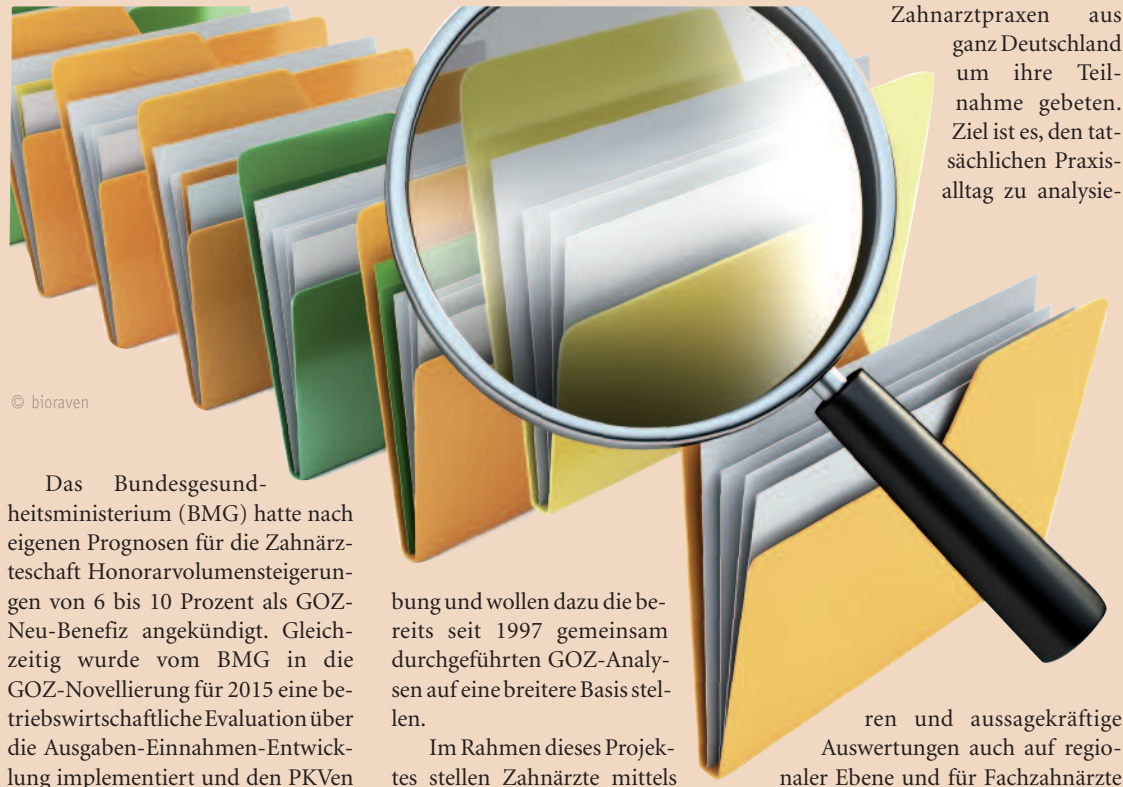 © bioraven
Das Bundesgesund-
heitsministerium (BMG) hatte nach
eigenen Prognosen für die Zahnärz-
teschaft Honorarvolumensteigerun-
gen von 6 bis 10 Prozent als GOZ-
Neu-Benefiz angekündigt. Gleich-
zeitig wurde vom BMG in die
GOZ-Novellierung für 2015 eine be-
triebswirtschaftliche Evaluation über
die Ausgaben-Einnahmen-Entwick-
lung implementiert und den PKVen
bung und wollen dazu die be-
reits seit 1997 gemeinsam
durchgeführten GOZ-Analy-
sen auf eine breitere Basis stel-
len.
Im Rahmen dieses Projek-
tes stellen Zahnärzte mittels
Zahnarztpraxen aus
ganz Deutschland
um ihre Teil-
nahme gebeten.
Ziel ist es, den tat-
sächlichen Praxis-
alltag zu analysie-
ren und aussagekräftige
Auswertungen auch auf regio-
naler Ebene und für Fachzahnärzte